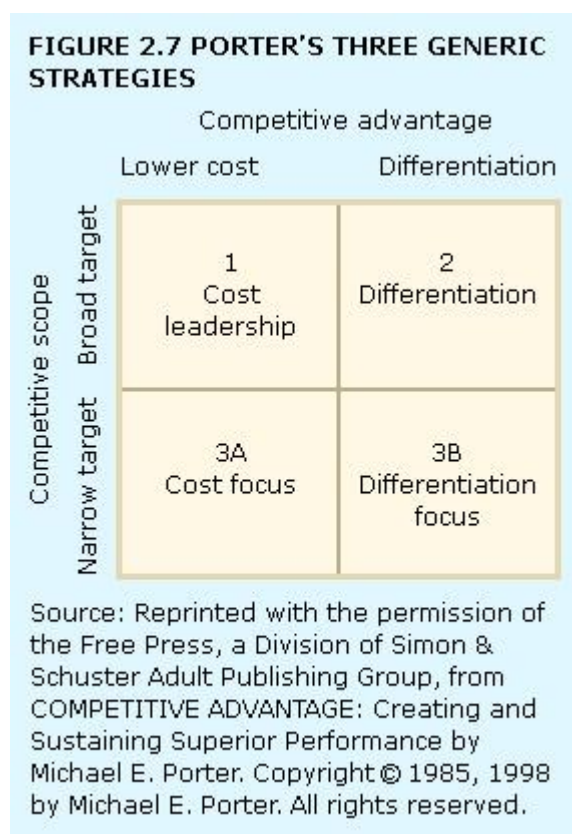 FIGURE 2.7 PORTER'S THREE GENERIC
STRATEGIES
Competitive advantage
Lower cost
Differentiation
Competitive scope
Broad target
1
Cost
leadership
2
Differentiation
Narrow target
3A
Cost focus
3B
Differentiation
focus
Source: Reprinted with the permission of
the Free Press, a Division of Simon &
Schuster Adult Publishing Group, from
COMPETITIVE ADVANTAGE: Creating and
Sustaining Superior Performance by
Michael E. Porter. Copyright © 1985, 1998
by Michael E. Porter. All rights reserved.